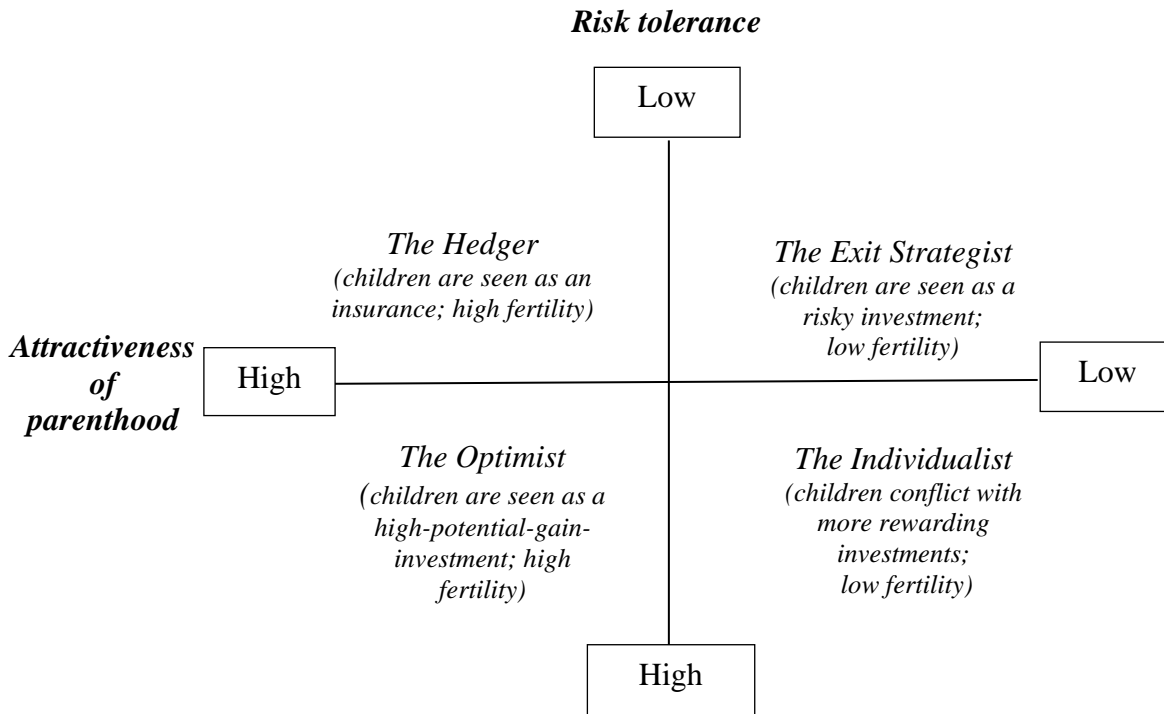 Risk tolerance
Low
The Hedger
(children are seen as an
insurance; high fertility)
The Exit Strategist
(children are seen as a
risky investment;
low fertility)
Attractiveness
of
parenthood
High
Low
The Optimist
(children are seen as a
high-potential-gain-
investment; high
fertility)
The Individualist
(children conflict with
more rewarding
investments;
low fertility)
High